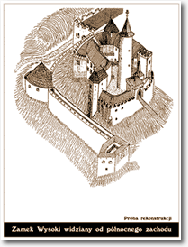 Próba rekonstrukcji
Zamek Wysoki widziany od północnego zachodu